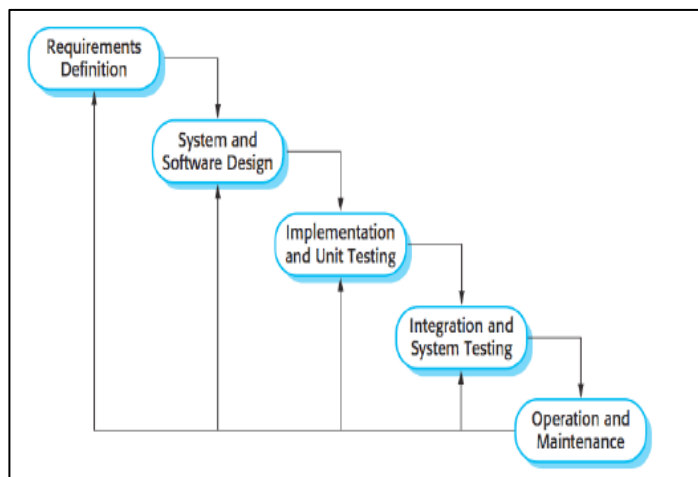 Requirements
Definition
System and
Software Design
Implementation
and Unit Testing
Integration and
System Testing
Operation and
Maintenance